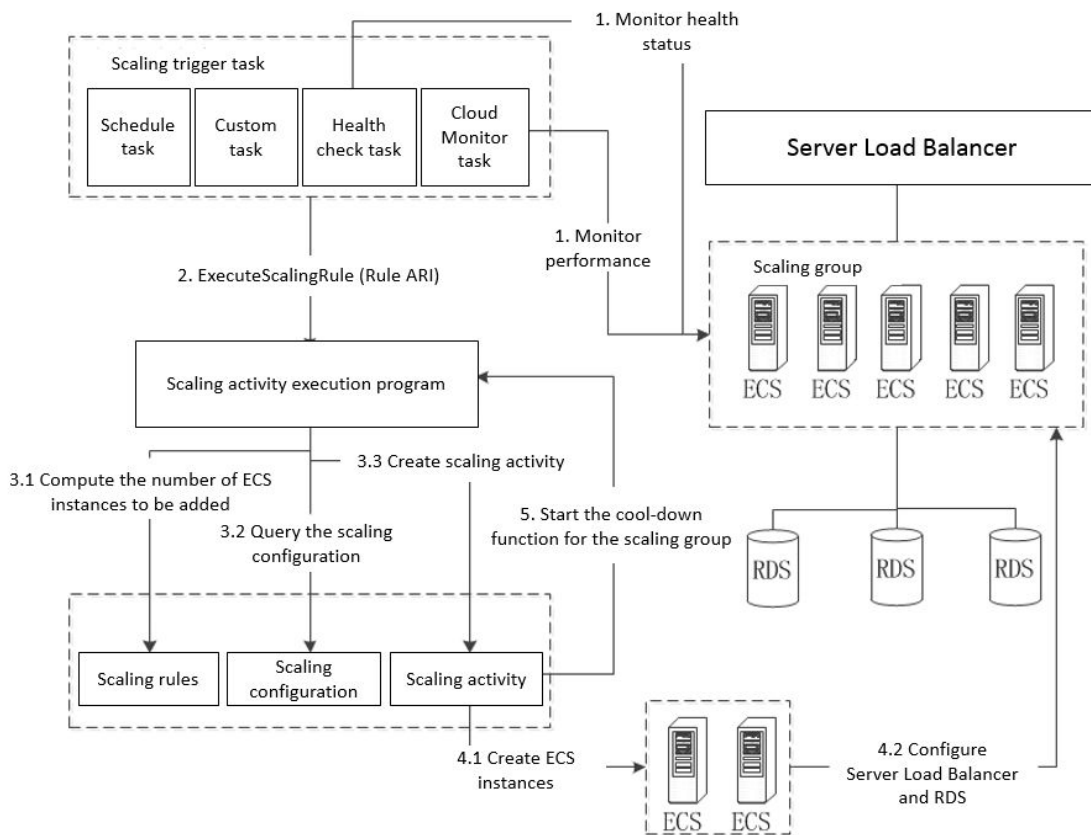 1. Monitor health
status
Scaling trigger task
Schedule
task
Custom
task
Health
check task
Cloud
Monitor
task
Server Load Balancer
1. Monitor
performance
2. ExecuteScalingRule (Rule ARI)
Scaling group
ECS
ECS
ECS
ECS
ECS
Scaling activity execution program
3.1 Compute the number of ECS
instances to be added
3.3 Create scaling activity
3.2 Query the scaling
configuration
5. Start the cool-down
function for the scaling group
RDS
RDS
RDS
Scaling rules
Scaling
configuration
Scaling activity
4.1 Create ECS
instances
ECS
ECS
4.2 Configure
Server Load Balancer
and RDS